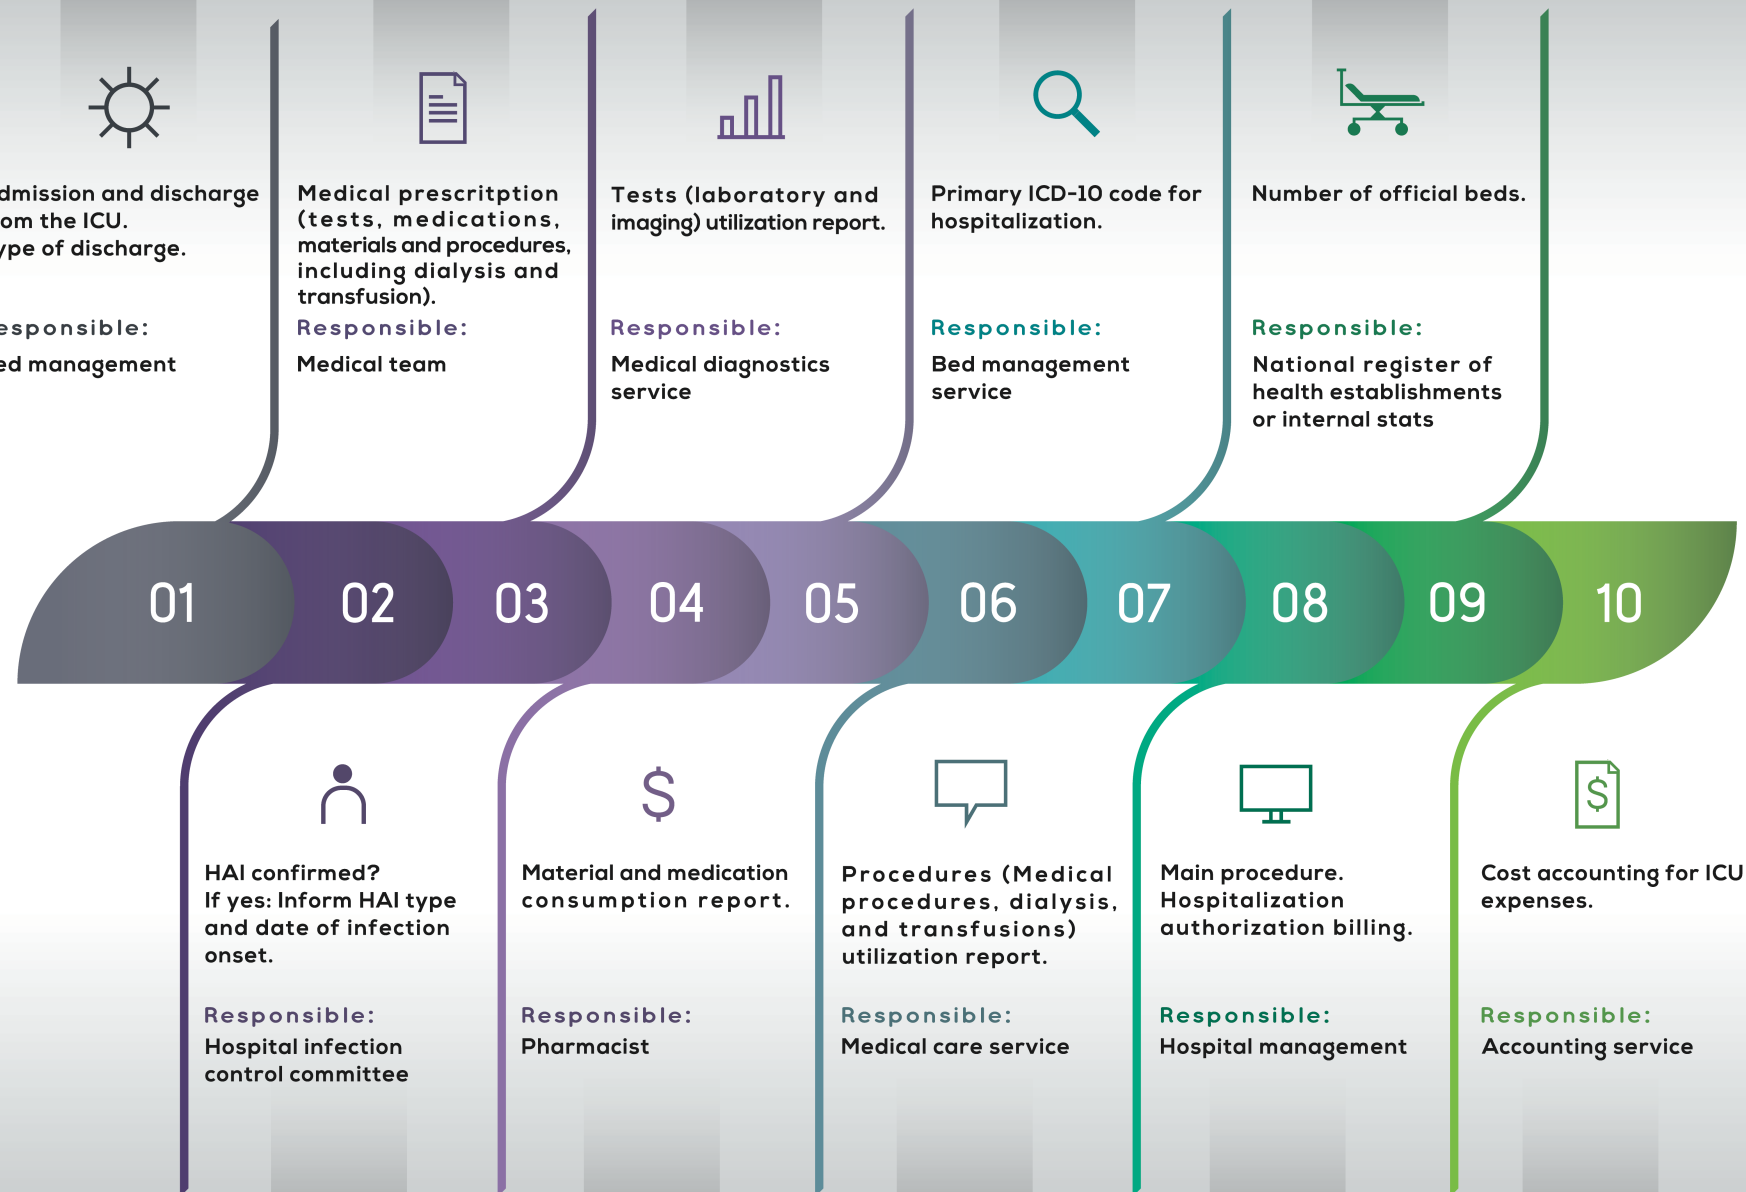 dmission and discharge
om the ICU.
ype of discharge.
esponsible:
ed management
Medical prescritption
(tests, medications,
materials and procedures,
including dialysis and
transfusion).
Responsible:
Medical team
Tests (laboratory and
imaging) utilization report.
Responsible:
Medical diagnostics
service
Primary ICD-10 code for
hospitalization.
Responsible:
Bed management
service
Number of official beds.
Responsible:
National register of
health establishments
or internal stats
01
02
03
04
05
06
07
08
09
10
HAI confirmed?
If yes: Inform HAI type
and date of infection
onset.
Responsible:
Hospital infection
control committee
$
Material and medication
consumption report.
Responsible:
Pharmacist
Procedures (Medical
procedures, dialysis,
and transfusions)
utilization report.
Responsible:
Medical care service
Main procedure.
Hospitalization
authorization billing.
Responsible:
Hospital management
$
Cost accounting for ICU
expenses.
Responsible:
Accounting service